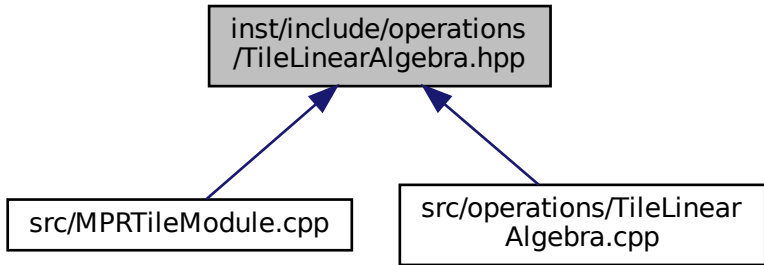 inst/include/operations
/TileLinearAlgebra.hpp
src/MPRTileModule.cpp
src/operations/TileLinear
Algebra.cpp